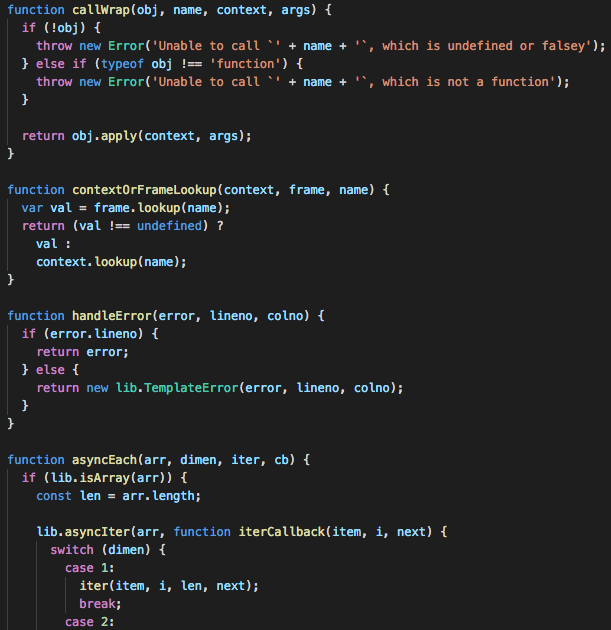 function callWrap(obj, name, context, args) {
  if (!obj) {
    throw new Error('Unable to call `' + name + '`, which is undefined or falsey');
  } else if (typeof obj !== 'function') {
    throw new Error('Unable to call `' + name + '`, which is not a function');
  }

  return obj.apply(context, args);
}

function contextOrFrameLookup(context, frame, name) {
  var val = frame.lookup(name);
  return (val !== undefined) ?
    val :
    context.lookup(name);
}

function handleError(error, lineno, colno) {
  if (error.lineno) {
    return error;
  } else {
    return new lib.TemplateError(error, lineno, colno);
  }
}

function asyncEach(arr, dimen, iter, cb) {
  if (lib.isArray(arr)) {
    const len = arr.length;

    lib.asyncIter(arr, function iterCallback(item, i, next) {
      switch (dimen) {
        case 1:
          iter(item, i, len, next);
          break;
        case 2: